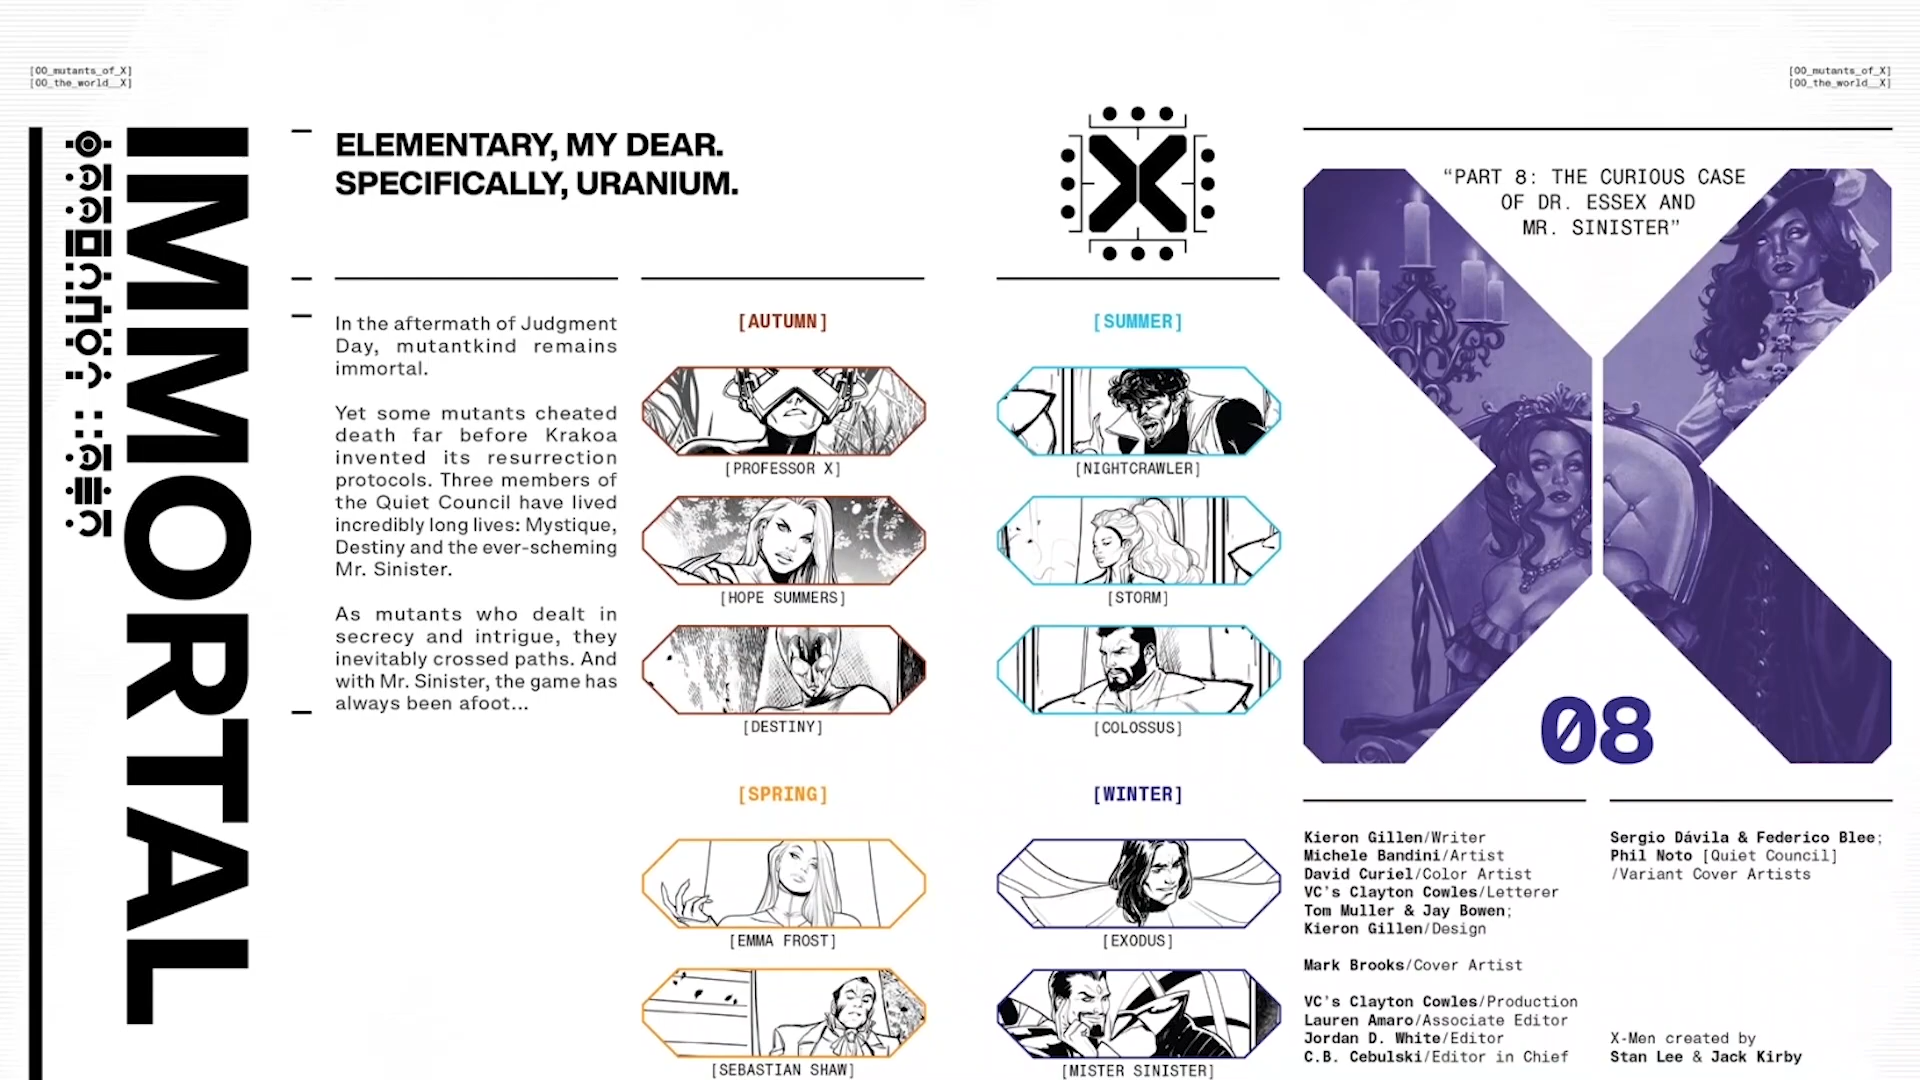 [00_mutants_of_X]
[00_the_world__X]
[00_mutants_of_X]
[00_the_world__X]
IMMORTAL
X
ELEMENTARY, MY DEAR.
SPECIFICALLY, URANIUM.
In the aftermath of Judgment
Day, mutantkind remains
immortal.
Yet some mutants cheated
death far before Krakoa
invented its resurrection
protocols. Three members of
the Quiet Council have lived
incredibly long lives: Mystique,
Destiny and the ever-scheming
Mr. Sinister.
As mutants who dealt in
secrecy and intrigue, they
inevitably crossed paths. And
with Mr. Sinister, the game has
always been afoot...
[AUTUMN]
[PROFESSOR X]
[HOPE SUMMERS]
[DESTINY]
[SPRING]
[EMMA FROST]
[SEBASTIAN SHAW]
[SUMMER]
[NIGHTCRAWLER]
[STORM]
[COLOSSUS]
[WINTER]
[EXODUS]
[MISTER SINISTER]
“PART 8: THE CURIOUS CASE
OF DR. ESSEX AND
MR. SINISTER”
X
08
Kieron Gillen/Writer
Michele Bandini/Artist
David Curiel/Color Artist
VC's Clayton Cowles/Letterer
Tom Muller & Jay Bowen;
Kieron Gillen/Design
Mark Brooks/Cover Artist
VC's Clayton Cowles/Production
Lauren Amaro/Associate Editor
Jordan D. White/Editor
C.B. Cebulski/Editor in Chief
Sergio Dávila & Federico Blee;
Phil Noto [Quiet Council]
/Variant Cover Artists
X-Men created by
Stan Lee & Jack Kirby